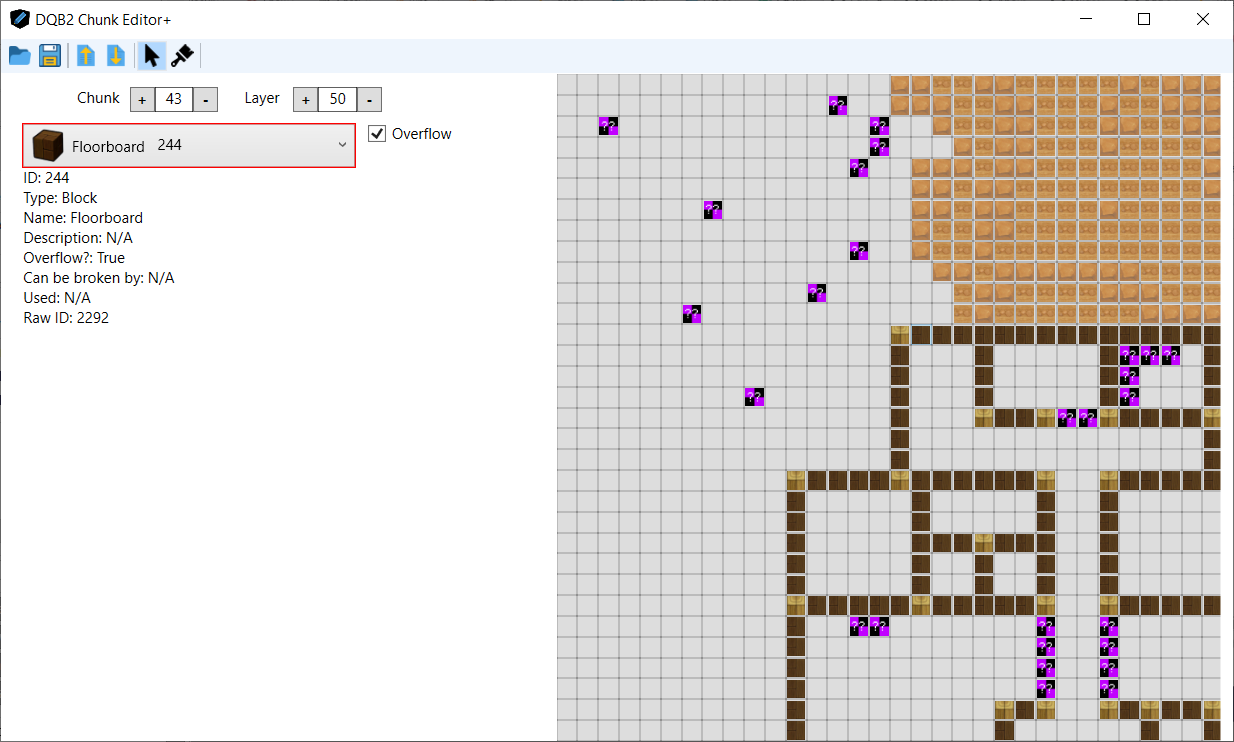 DQB2 Chunk Editor+
Chunk + 43 - Layer + 50 -
Floorboard 244
Overflow
ID: 244
Type: Block
Name: Floorboard
Description: N/A
Overflow?: True
Can be broken by: N/A
Used: N/A
Raw ID: 2292
??
??
??
??
??
??
??
??
??
??
?? ?? ??
??
??
?? ??
?? ??
?? ??
?? ??
?? ??
?? ??